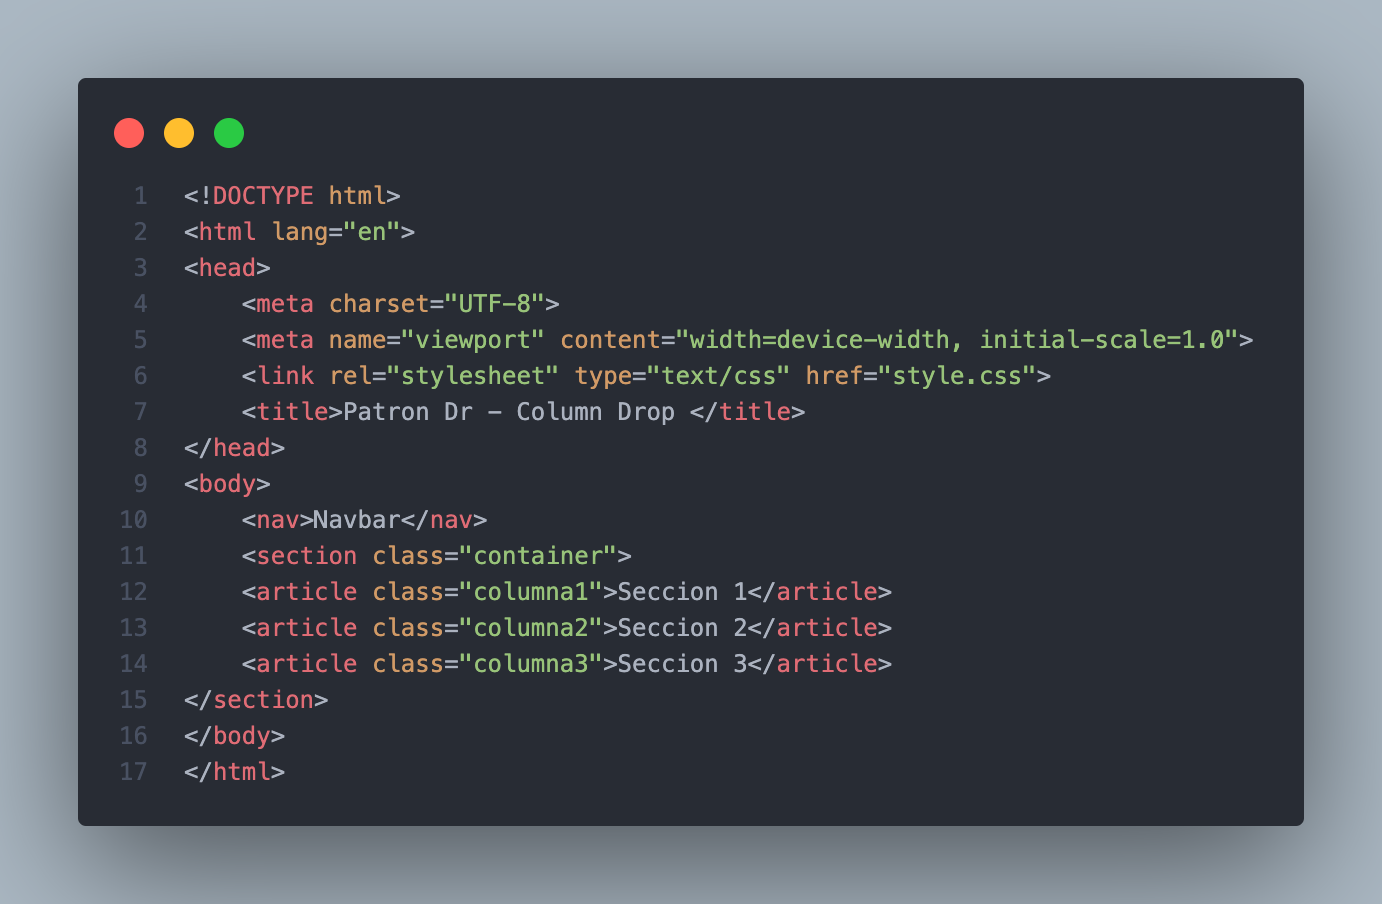 1 <!DOCTYPE html>
2 <html lang="en">
3 <head>
4     <meta charset="UTF-8">
5     <meta name="viewport" content="width=device-width, initial-scale=1.0">
6     <link rel="stylesheet" type="text/css" href="style.css">
7     <title>Patron Dr - Column Drop </title>
8 </head>
9 <body>
10     <nav>Navbar</nav>
11     <section class="container">
12     <article class="columna1">Seccion 1</article>
13     <article class="columna2">Seccion 2</article>
14     <article class="columna3">Seccion 3</article>
15 </section>
16 </body>
17 </html>